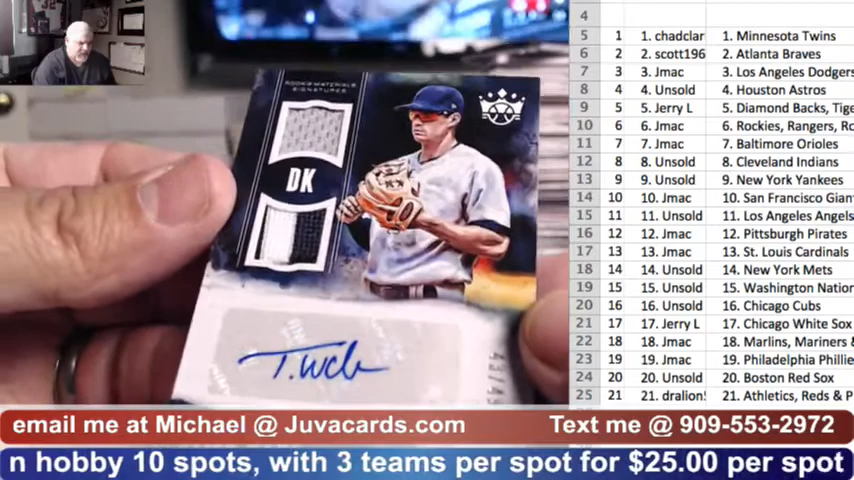 ROOKIE MATERIALS
SIGNATURES
DK
T.Wa
4
5 1 1. chadclar 1. Minnesota Twins
6 2 2. scott196 2. Atlanta Braves
7 3 3. Jmac 3. Los Angeles Dodgers
8 4 4. Unsold 4. Houston Astros
9 5 5. Jerry L 5. Diamond Backs, Tige
10 6 6. Jmac 6. Rockies, Rangers, Ro
11 7 7. Jmac 7. Baltimore Orioles
12 8 8. Unsold 8. Cleveland Indians
13 9 9. Unsold 9. New York Yankees
14 10 10. Jmac 10. San Francisco Gian
15 11 11. Unsold 11. Los Angeles Angels
16 12 12. Jmac 12. Pittsburgh Pirates
17 13 13. Jmac 13. St. Louis Cardinals
18 14 14. Unsold 14. New York Mets
19 15 15. Unsold 15. Washington Nation
20 16 16. Unsold 16. Chicago Cubs
21 17 17. Jerry L 17. Chicago White Sox
22 18 18. Jmac 18. Marlins, Mariners &
23 19 19. Jmac 19. Philadelphia Phillie
24 20 20. Unsold 20. Boston Red Sox
25 21 21. dralion! 21. Athletics, Reds & P
email me at Michael @ Juvacards.com Text me @ 909-553-2972
n hobby 10 spots, with 3 teams per spot for $25.00 per spot